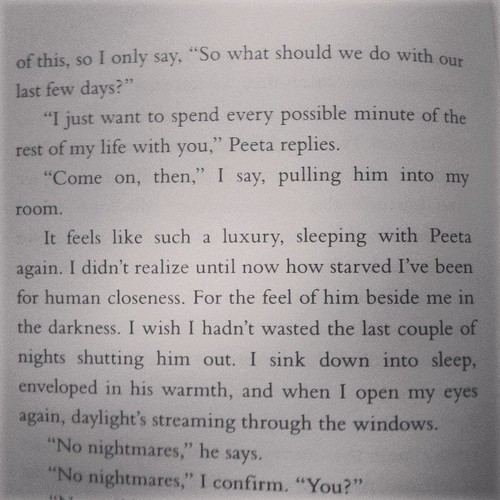 of this, so I only say, “So what should we do with our
last few days?”
“I just want to spend every possible minute of the
rest of my life with you,” Peeta replies.
“Come on, then,” I say, pulling him into my
room.
It feels like such a luxury, sleeping with Peeta
again. I didn’t realize until now how starved I’ve been
for human closeness. For the feel of him beside me in
the darkness. I wish I hadn’t wasted the last couple of
nights shutting him out. I sink down into sleep,
enveloped in his warmth, and when I open my eyes
again, daylight’s streaming through the windows.
“No nightmares,” he says.
“No nightmares,” I confirm. “You?”